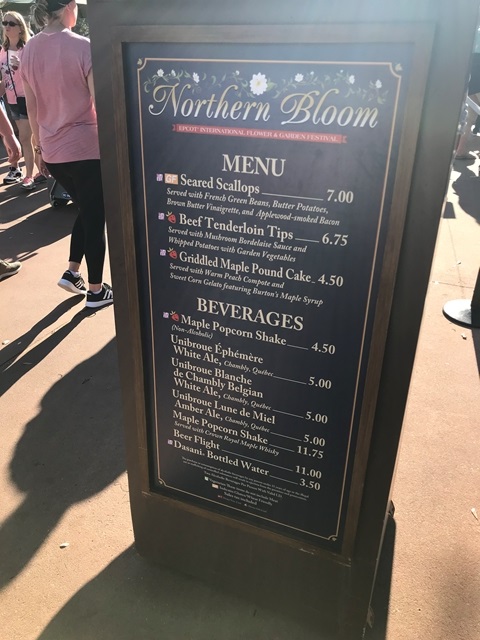 Northern Bloom
EPCOT INTERNATIONAL FLOWER & GARDEN FESTIVAL
MENU
GF Seared Scallops 7.00
Served with French Green Beans, Butter Potatoes,
Brown Butter Vinaigrette, and Applewood-smoked Bacon
Beef Tenderloin Tips 6.75
Served with Mushroom Bordelaise Sauce and
Whipped Potatoes with Garden Vegetables
Griddled Maple Pound Cake 4.50
Served with Warm Peach Compote and
Sweet Corn Gelato featuring Burton's Maple Syrup
BEVERAGES
Maple Popcorn Shake 4.50
(Non-Alcoholic)
Unibroue Éphémère
White Ale, Chambly, Québec 5.00
Unibroue Blanche
de Chambly Belgian
White Ale, Chambly, Québec 5.00
Unibroue Lune de Miel
Amber Ale, Chambly, Québec 5.00
Maple Popcorn Shake 11.75
Served with Crown Royal Maple Whisky
Beer Flight 11.00
Dasani® Bottled Water 3.50